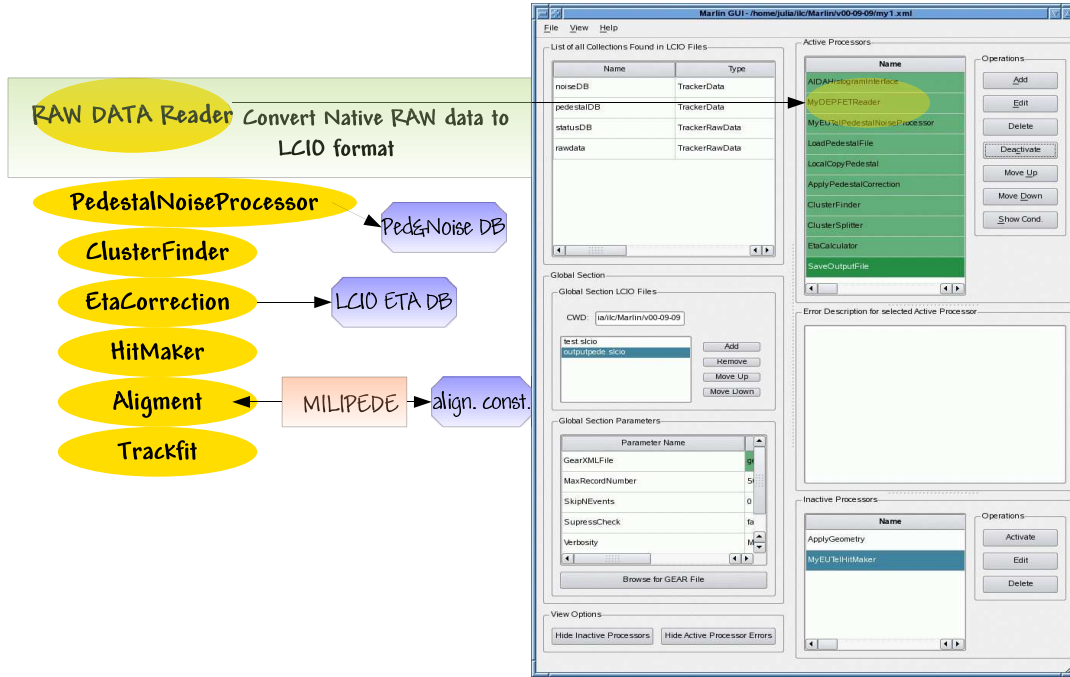 RAW DATA Reader Convert Native RAW data to
LCIO format
PedestalNoiseProcessor
Ped&Noise DB
ClusterFinder
EtaCorrection
LCIO ETA DB
HitMaker
Aligment
MILIPEDE
align. const.
Trackfit
Marlin GUI - /home/julia/ilc/Marlin/v00-09-09/my1.xml
File View Help
List of all Collections Found in LCIO Files
Name Type
noiseDB TrackerData
pedestalDB TrackerData
statusDB TrackerRawData
rawdata TrackerRawData
Global Section
Global Section LCIO Files
CWD: ia/ilc/Marlin/v00-09-09
test.slcio
outputpede.slcio
Add
Remove
Move Up
Move Down
Global Section Parameters
Parameter Name
GearXMLFile ge
MaxRecordNumber 50
SkipNEvents 0
SupressCheck fa
Verbosity M
Browse for GEAR File
View Options
Hide Inactive Processors Hide Active Processor Errors
Active Processors
Name
MyDEPFETReader
MyEUTelPedestalNoiseProcessor
LoadPedestalFile
LocalCopyPedestal
ApplyPedestalCorrection
ClusterFinder
ClusterSplitter
EtaCalculator
SaveOutputFile
Operations
Add
Edit
Delete
Deactivate
Move Up
Move Down
Show Cond.
Error Description for selected Active Processor
Inactive Processors
Name
ApplyGeometry
MyEUTelHitMaker
Operations
Activate
Edit
Delete